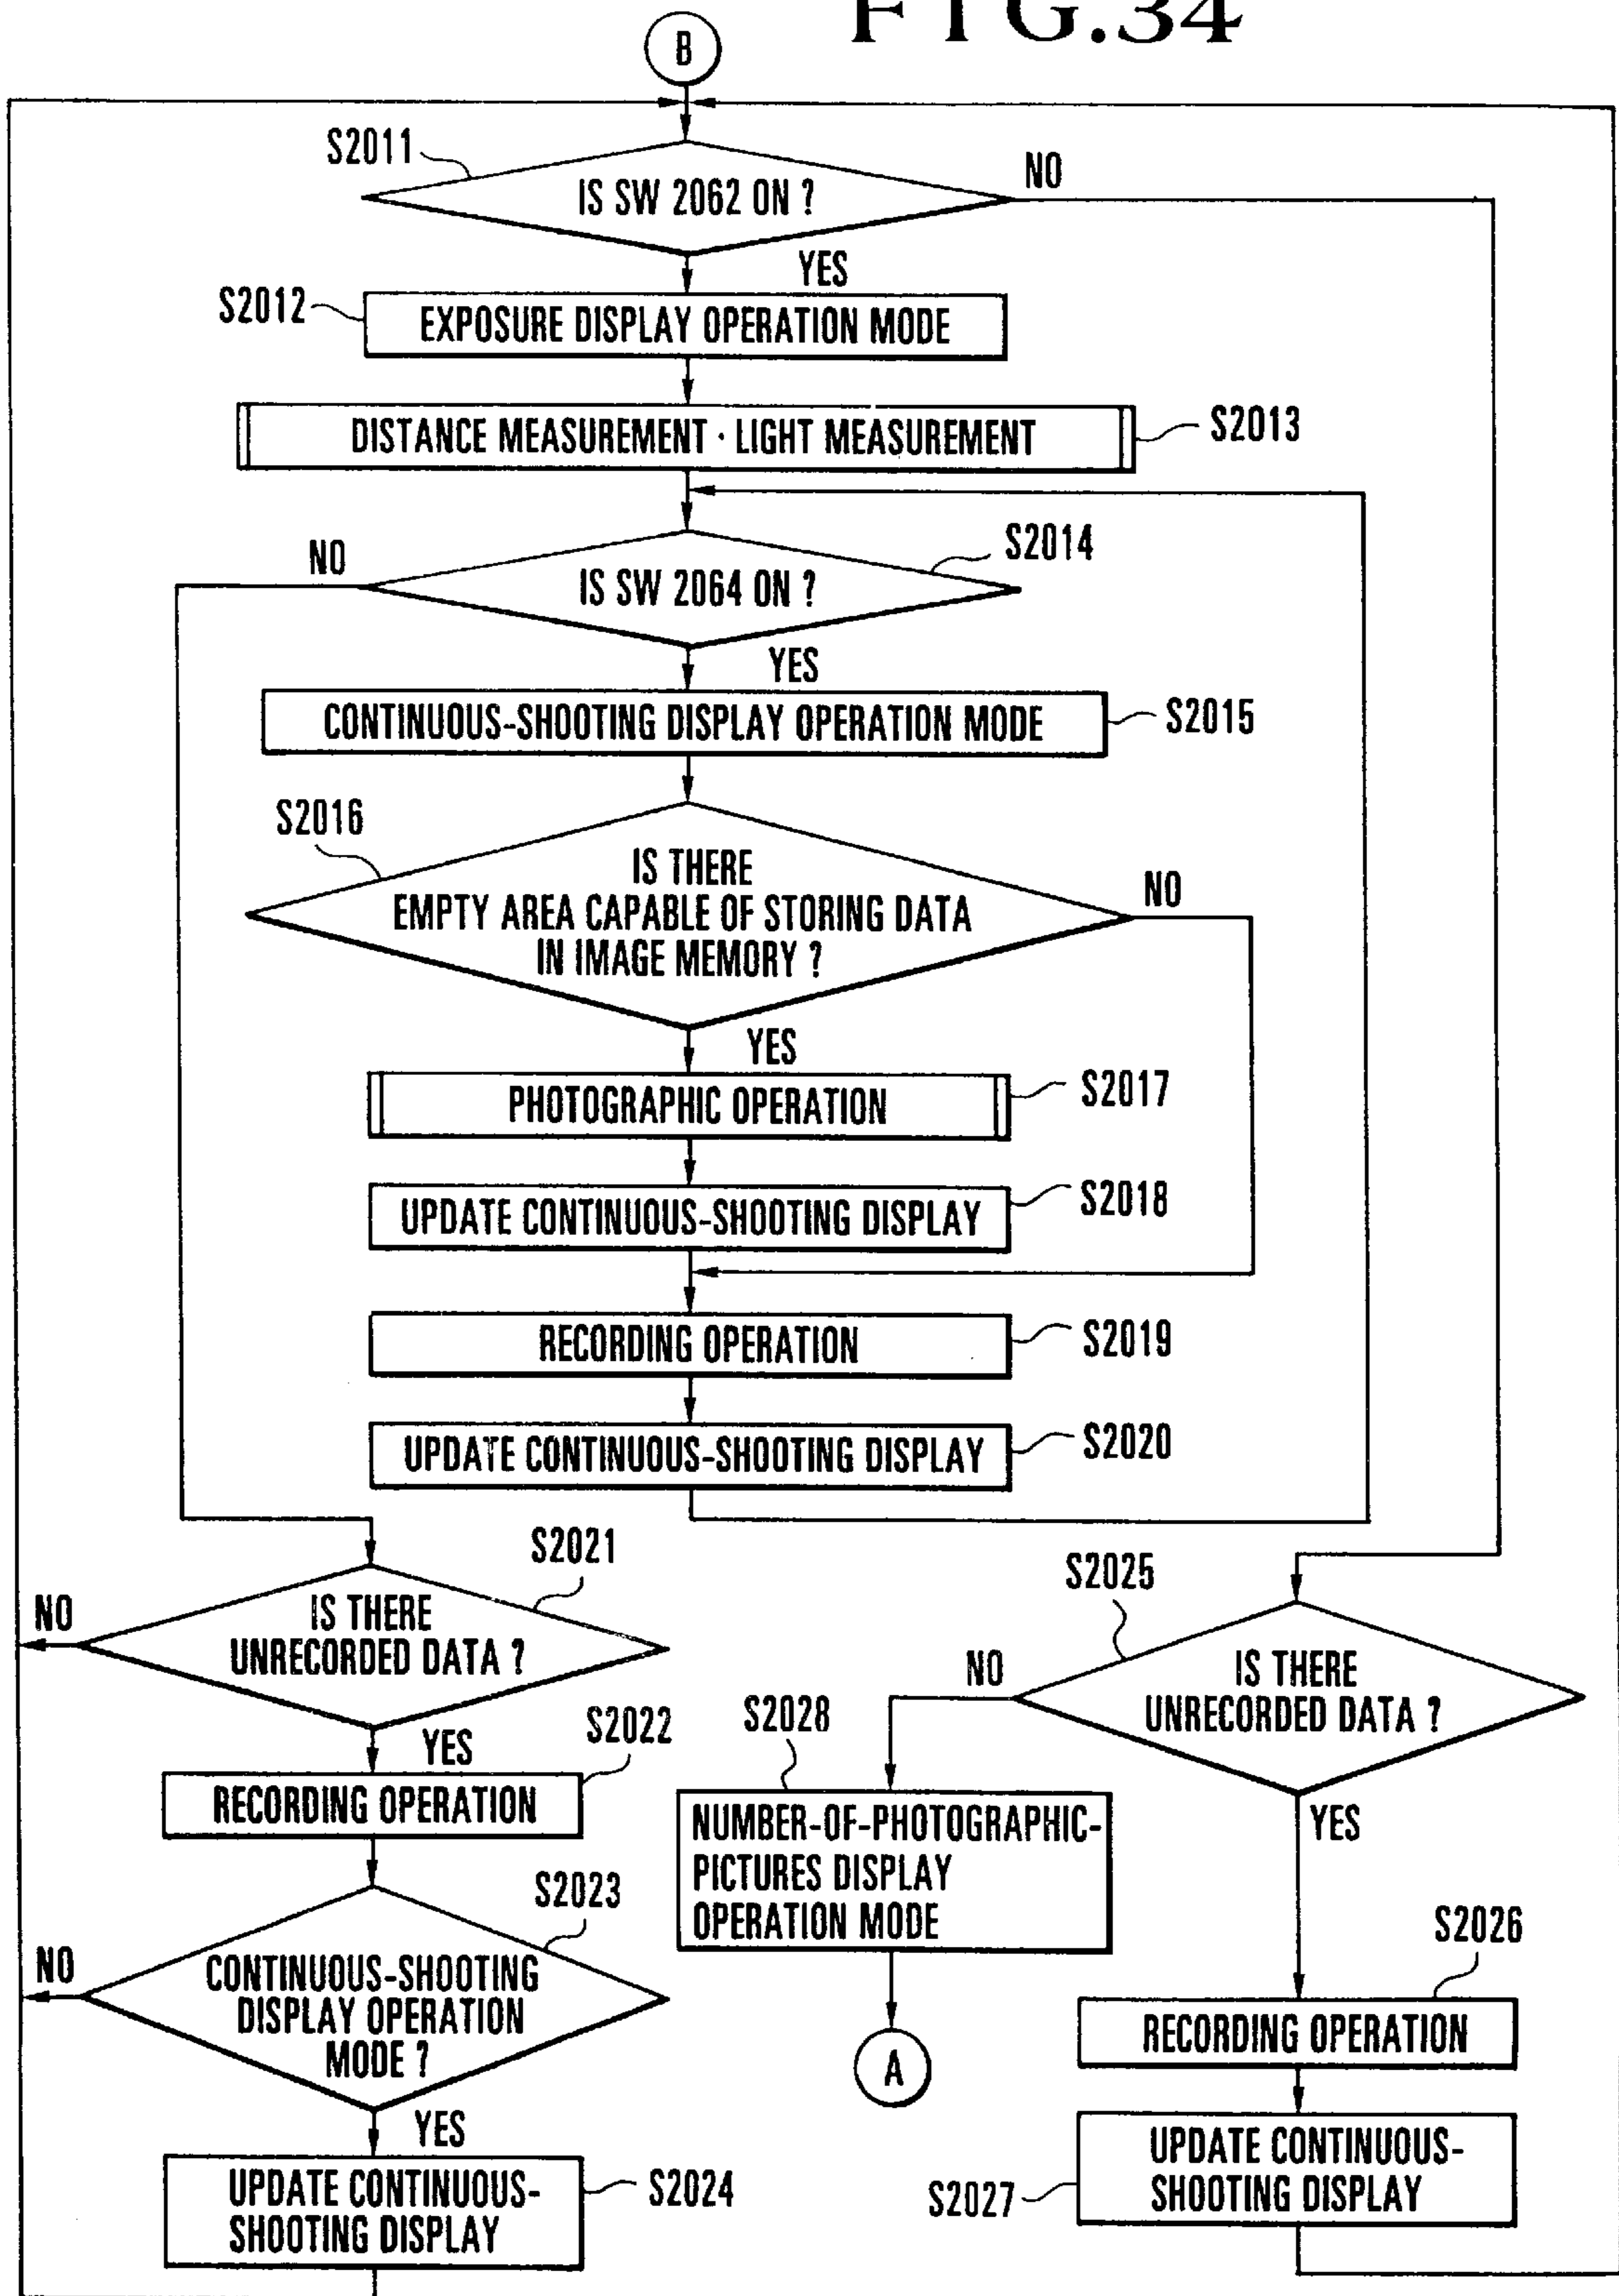 FIG.34
B
S2011
IS SW 2062 ON ?
NO
YES
S2012
EXPOSURE DISPLAY OPERATION MODE
DISTANCE MEASUREMENT · LIGHT MEASUREMENT
S2013
NO
S2014
IS SW 2064 ON ?
YES
CONTINUOUS-SHOOTING DISPLAY OPERATION MODE
S2015
S2016
IS THERE
EMPTY AREA CAPABLE OF STORING DATA
IN IMAGE MEMORY ?
NO
YES
PHOTOGRAPHIC OPERATION
S2017
UPDATE CONTINUOUS-SHOOTING DISPLAY
S2018
RECORDING OPERATION
S2019
UPDATE CONTINUOUS-SHOOTING DISPLAY
S2020
S2021
IS THERE
UNRECORDED DATA ?
NO
YES
S2022
RECORDING OPERATION
S2023
CONTINUOUS-SHOOTING
DISPLAY OPERATION
MODE ?
NO
YES
UPDATE CONTINUOUS-
SHOOTING DISPLAY
S2024
S2025
IS THERE
UNRECORDED DATA ?
NO
YES
S2028
NUMBER-OF-PHOTOGRAPHIC-
PICTURES DISPLAY
OPERATION MODE
A
S2026
RECORDING OPERATION
UPDATE CONTINUOUS-
SHOOTING DISPLAY
S2027